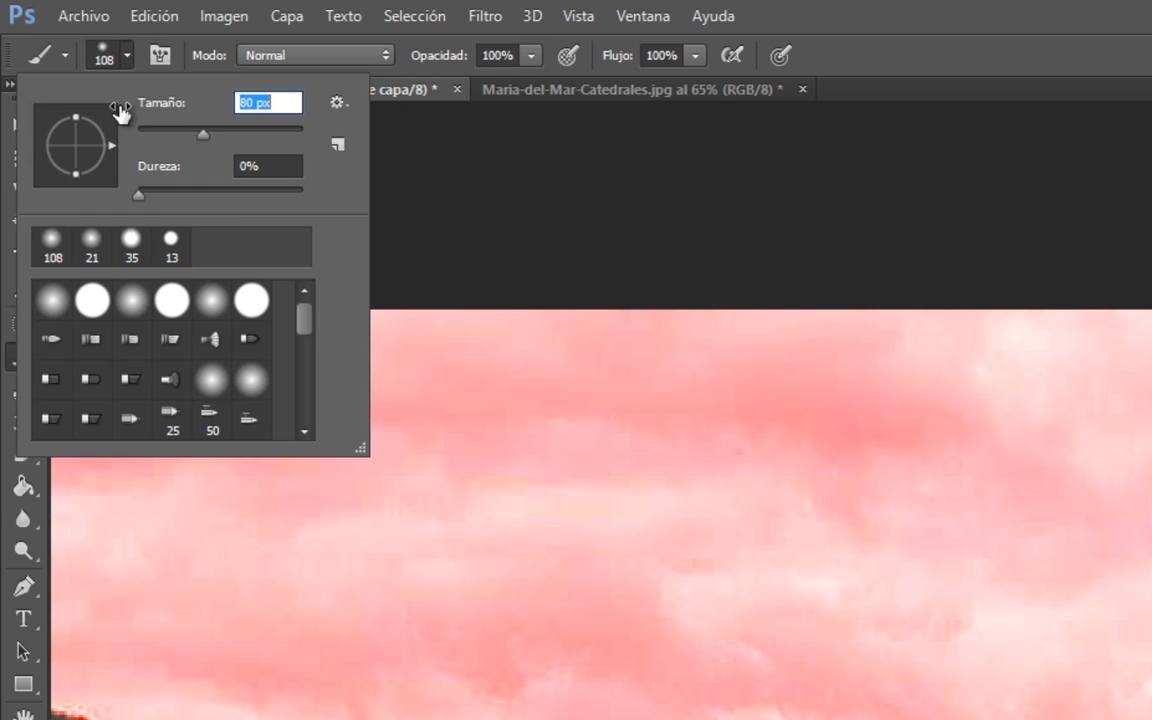 Ps Archivo Edición Imagen Capa Texto Selección Filtro 3D Vista Ventana Ayuda
108 Modo: Normal Opacidad: 100% Flujo: 100%
e capa/8) * × Maria-del-Mar-Catedrales.jpg al 65% (RGB/8) * ×
Tamaño: 80 px
Dureza: 0%
108 21 35 13
25 50
T